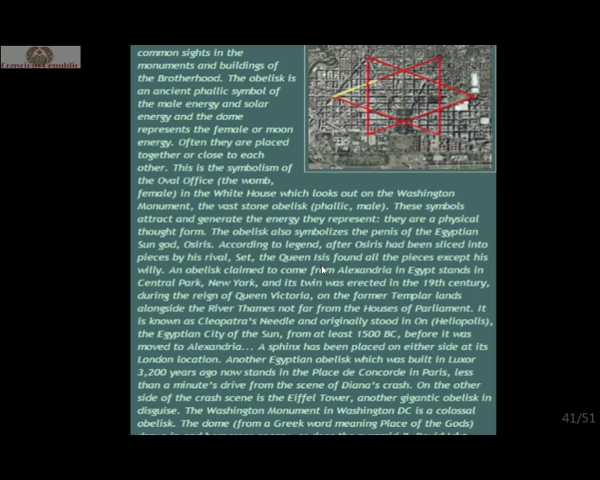 Conscious Republic
common sights in the
monuments and buildings of
the Brotherhood. The obelisk is
an ancient phallic symbol of
the male energy and solar
energy and the dome
represents the female or moon
energy. Often they are placed
together or close to each
other. This is the symbolism of
the Oval Office (the womb,
female) in the White House which looks out on the Washington
Monument, the vast stone obelisk (phallic, male). These symbols
attract and generate the energy they represent: they are a physical
thought form. The obelisk also symbolizes the penis of the Egyptian
Sun god, Osiris. According to legend, after Osiris had been sliced into
pieces by his rival, Set, the Queen Isis found all the pieces except his
willy. An obelisk claimed to come from Alexandria in Egypt stands in
Central Park, New York, and its twin was erected in the 19th century,
during the reign of Queen Victoria, on the former Templar lands
alongside the River Thames not far from the Houses of Parliament. It
is known as Cleopatra's Needle and originally stood in On (Heliopolis),
the Egyptian City of the Sun, from at least 1500 BC, before it was
moved to Alexandria... A sphinx has been placed on either side at its
London location. Another Egyptian obelisk which was built in Luxor
3,200 years ago now stands in the Place de Concorde in Paris, less
than a minute's drive from the scene of Diana's crash. On the other
side of the crash scene is the Eiffel Tower, another gigantic obelisk in
disguise. The Washington Monument in Washington DC is a colossal
obelisk. The dome (from a Greek word meaning Place of the Gods)
41/51